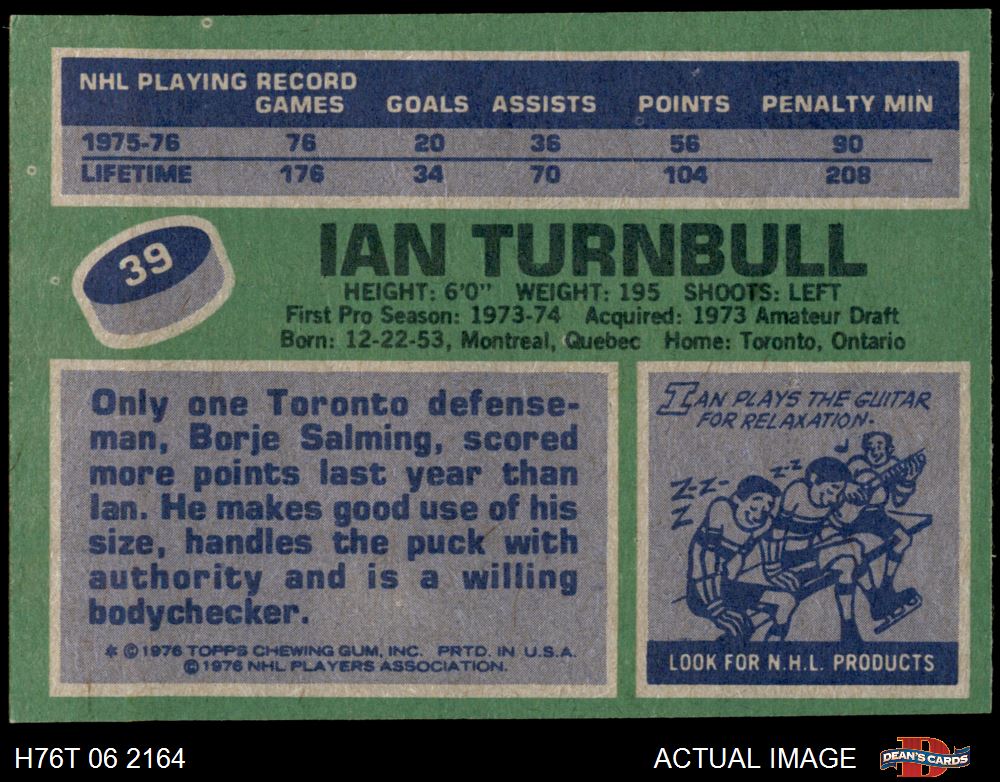 NHL PLAYING RECORD
GAMES GOALS ASSISTS POINTS PENALTY MIN
1975-76 76 20 36 56 90
LIFETIME 176 34 70 104 208
39
IAN TURNBULL
HEIGHT: 6'0" WEIGHT: 195 SHOOTS: LEFT
First Pro Season: 1973-74 Acquired: 1973 Amateur Draft
Born: 12-22-53, Montreal, Quebec Home: Toronto, Ontario
Only one Toronto defense-
man, Borje Salming, scored
more points last year than
Ian. He makes good use of his
size, handles the puck with
authority and is a willing
bodychecker.
* © 1976 TOPPS CHEWING GUM, INC. PRTD. IN U.S.A.
© 1976 NHL PLAYERS ASSOCIATION.
IAN PLAYS THE GUITAR
FOR RELAXATION.
Z-Z-
Z
Z-Z
LOOK FOR N.H.L. PRODUCTS
H76T 06 2164 ACTUAL IMAGE DEAN'S CARDS